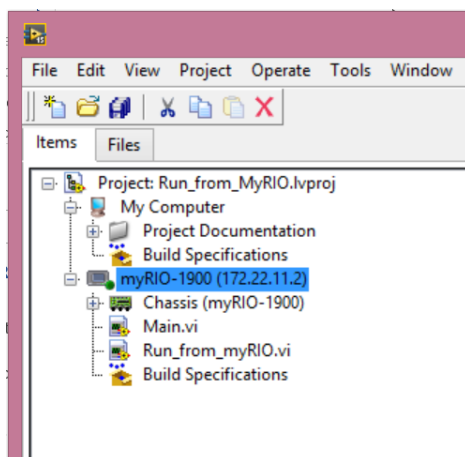 File Edit View Project Operate Tools Window
Items Files
Project: Run_from_MyRIO.lvproj
My Computer
Project Documentation
Build Specifications
myRIO-1900 (172.22.11.2)
Chassis (myRIO-1900)
Main.vi
Run_from_myRIO.vi
Build Specifications